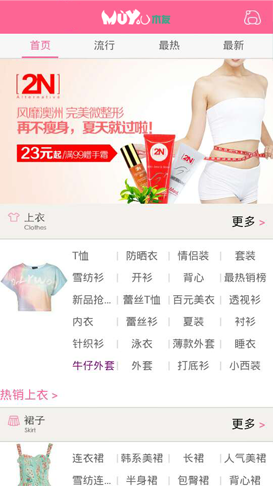 MUYU木鱼
首页 流行 最热 最新
[2N]
Alternative
风靡澳洲 完美微整形
再不瘦身，夏天就过啦！
23元起/满99赠手霜
上衣 更多 >
Clothes
T恤 防晒衣 情侣装 套装
雪纺衫 开衫 背心 最热销榜
新品抢... 蕾丝T恤 百元美衣 透视衫
内衣 蕾丝衫 夏装 衬衫
针织衫 泳衣 薄款外套 睡衣
牛仔外套 外套 打底衫 小西装
热销上衣 >
裙子 更多 >
Skirt
连衣裙 韩系美裙 长裙 人气美裙
雪纺连... 半身裙 包臀裙 背心裙